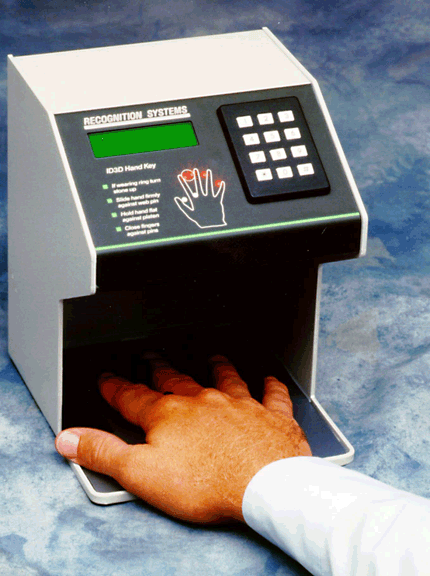 RECOGNITION SYSTEMS
ID3D Hand Key
If wearing ring turn
stone up
Slide hand firmly
against web pin
Hold hand flat
against platen
Close fingers
against pins